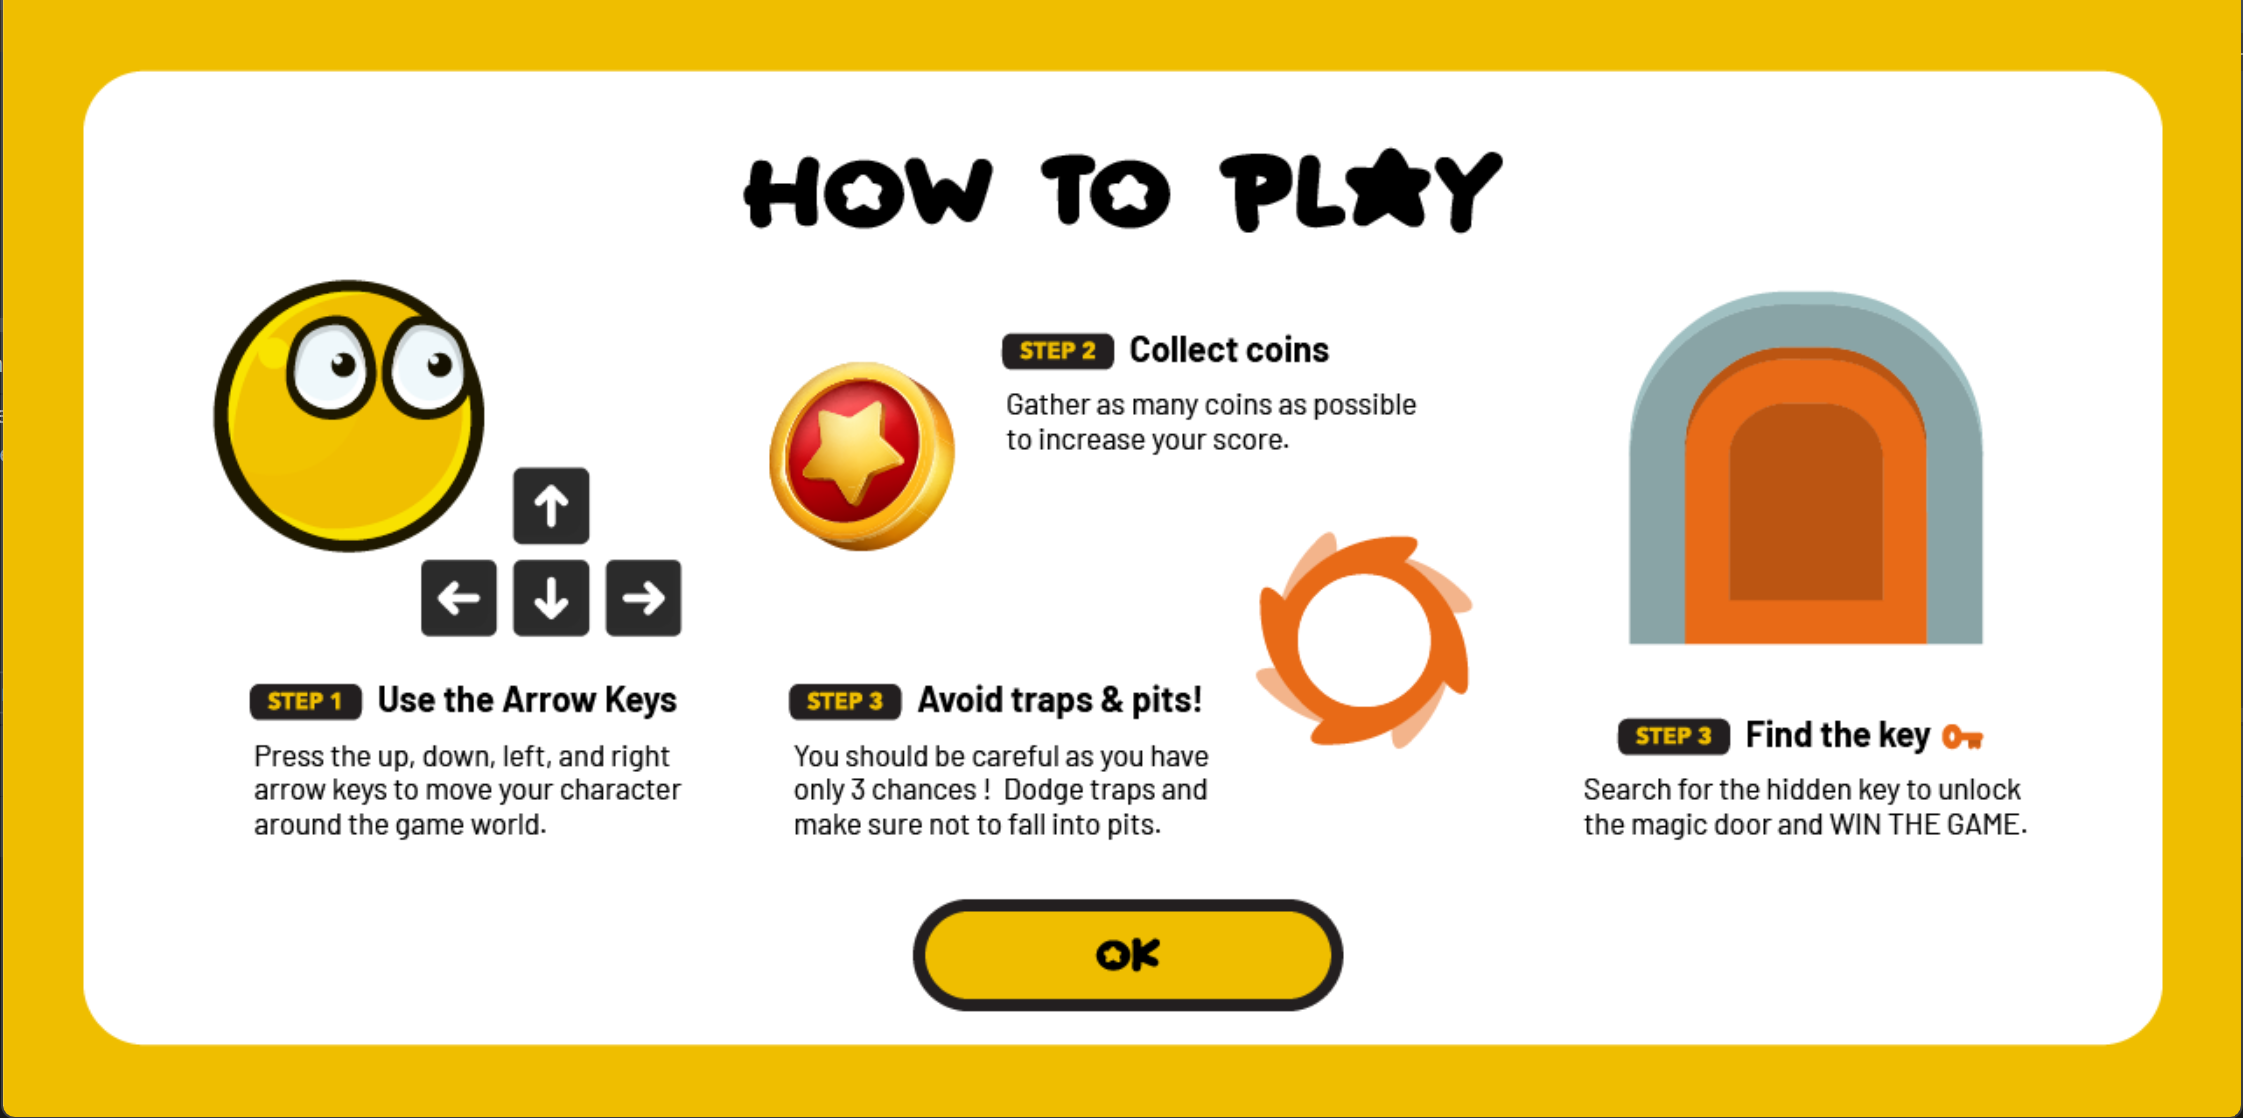 HOW TO PLAY
STEP 1 Use the Arrow Keys
Press the up, down, left, and right
arrow keys to move your character
around the game world.
STEP 2 Collect coins
Gather as many coins as possible
to increase your score.
STEP 3 Avoid traps & pits!
You should be careful as you have
only 3 chances ! Dodge traps and
make sure not to fall into pits.
STEP 3 Find the key
Search for the hidden key to unlock
the magic door and WIN THE GAME.
OK